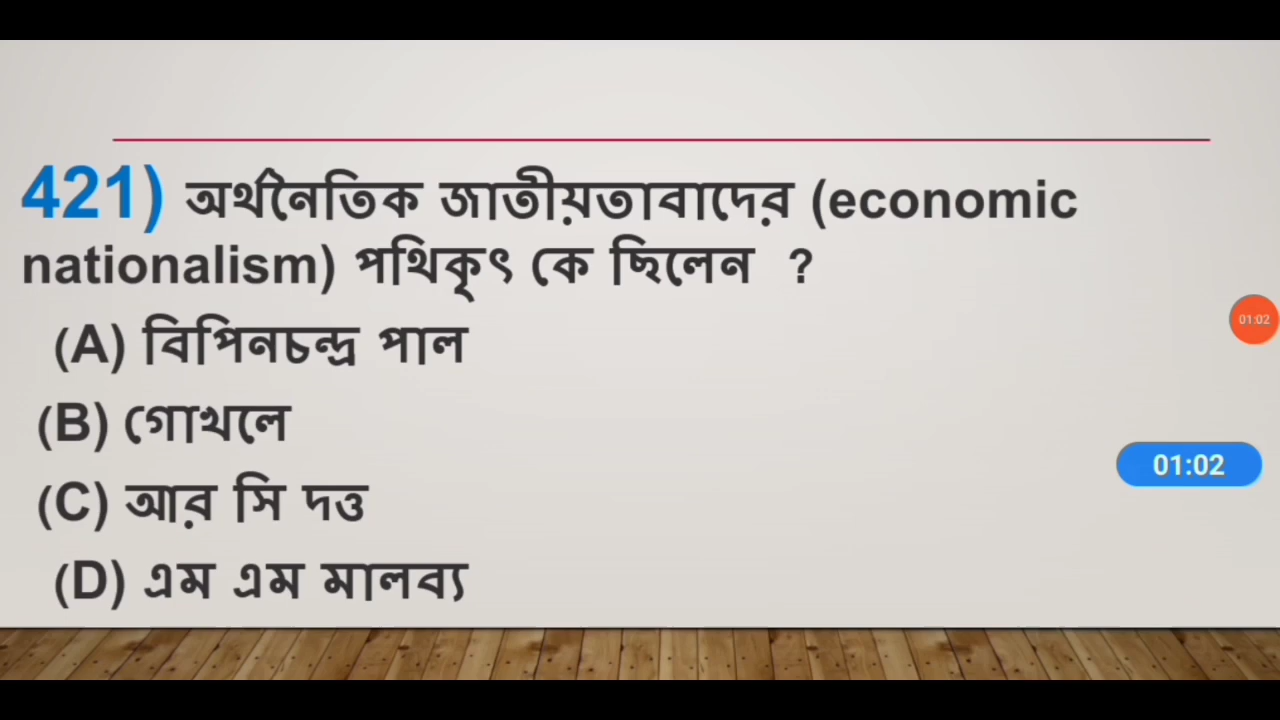 421) অর্থনৈতিক জাতীয়তাবাদের (economic
nationalism) পথিকৃৎ কে ছিলেন ?
(A) বিপিনচন্দ্র পাল
(B) গোখলে
(C) আর সি দত্ত
(D) এম এম মালব্য
01:02
01:02